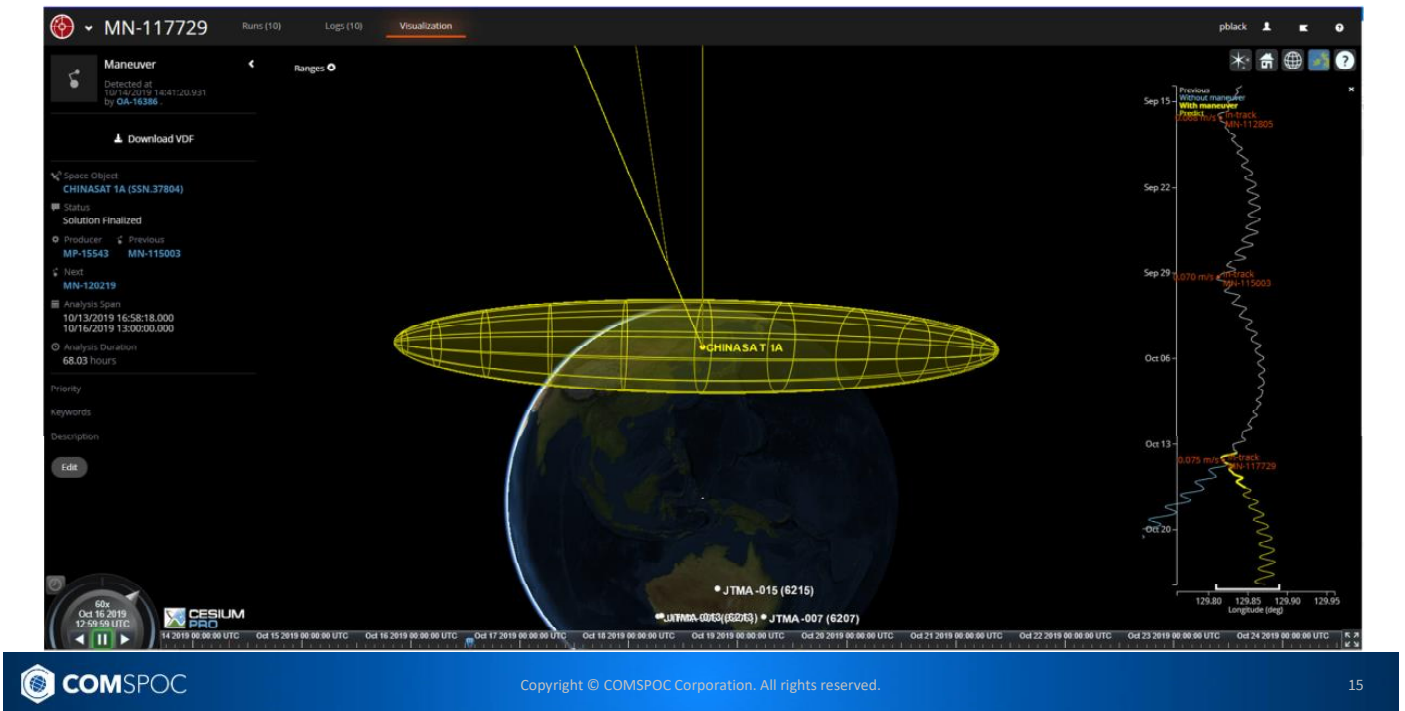 MN-117729
Runs (10)
Logs (10)
Visualization
pblack
?
Maneuver
Detected at
10/14/2019 14:41:20.931
by OA-16386 .
Download VDF
Space Object
CHINASAT 1A (SSN.37804)
Status
Solution Finalized
Producer Previous
MP-15543 MN-115003
Next
MN-120219
Analysis Span
10/13/2019 16:58:18.000
10/16/2019 13:00:00.000
Analysis Duration
68.03 hours
Priority
Keywords
Description
Edit
Ranges
CHINASAT 1A
JTMA -015 (6215)
JTMA -007 (6207)
Previous
Without maneuver
With maneuver
Predict
Sep 15
0.068 m/s in-track
MN-112805
Sep 22
Sep 29
0.070 m/s in-track
MN-115003
Oct 06
Oct 13
0.075 m/s in-track
MN-117729
Oct 20
129.80 129.85 129.90 129.95
Longitude (deg)
60x
Oct 16 2019
12:59:59 UTC
CESIUM
PRO
14 2019 00:00:00 UTC Oct 15 2019 00:00:00 UTC Oct 16 2019 00:00:00 UTC Oct 17 2019 00:00:00 UTC Oct 18 2019 00:00:00 UTC Oct 19 2019 00:00:00 UTC Oct 20 2019 00:00:00 UTC Oct 21 2019 00:00:00 UTC Oct 22 2019 00:00:00 UTC Oct 23 2019 00:00:00 UTC Oct 24 2019 00:00:00 UTC
COMSPOC
Copyright © COMSPOC Corporation. All rights reserved.
15